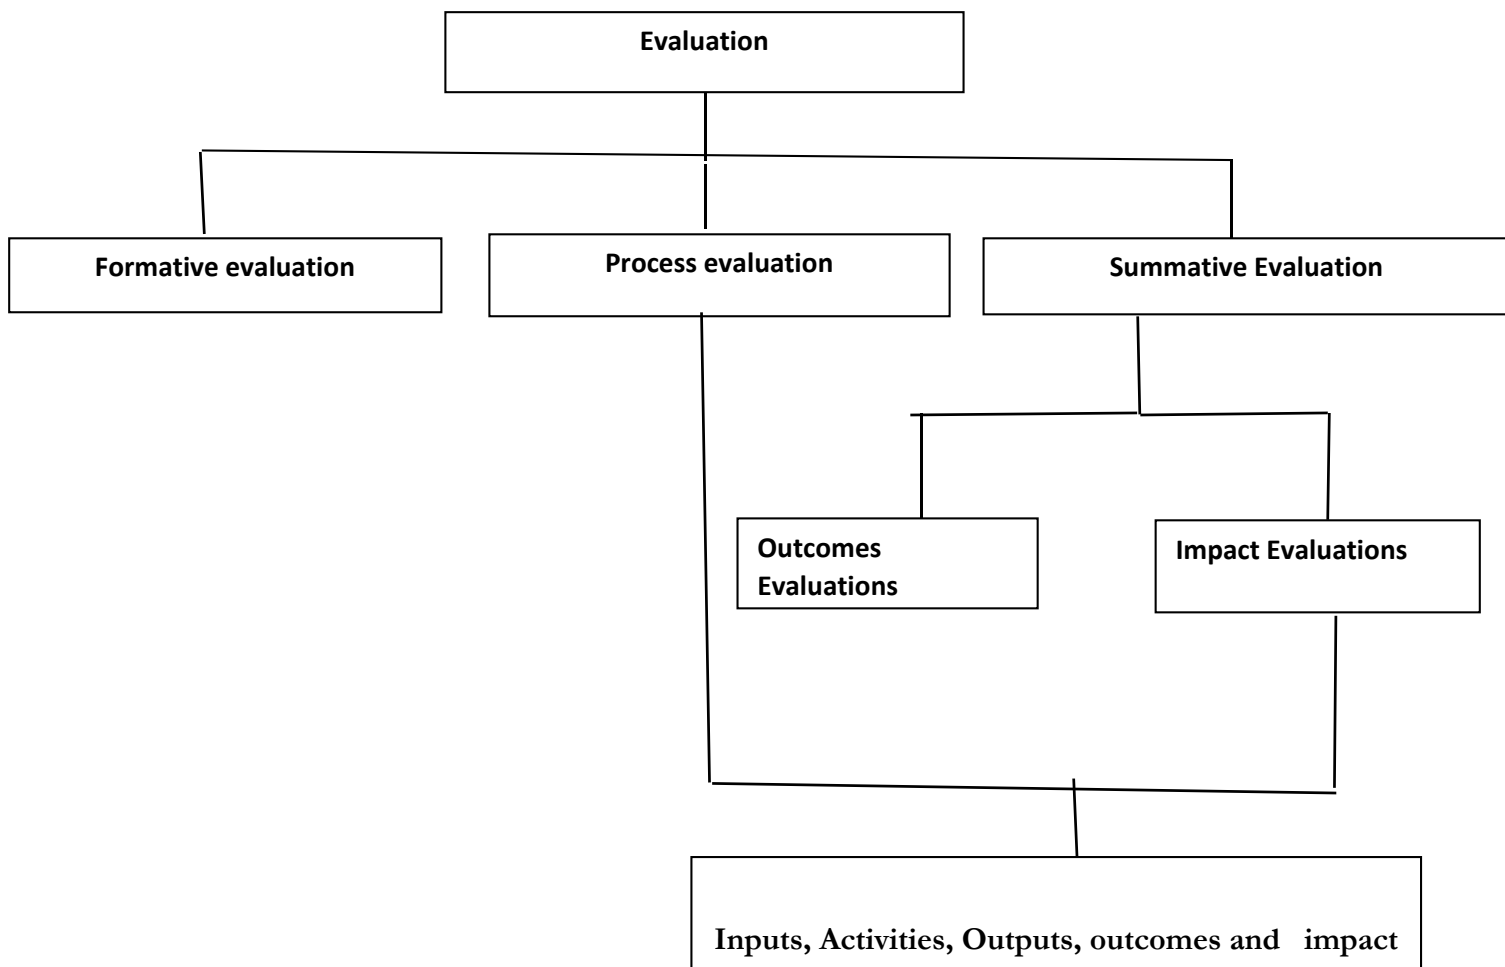 Evaluation
Formative evaluation
Process evaluation
Summative Evaluation
Outcomes
Evaluations
Impact Evaluations
Inputs, Activities, Outputs, outcomes and impact